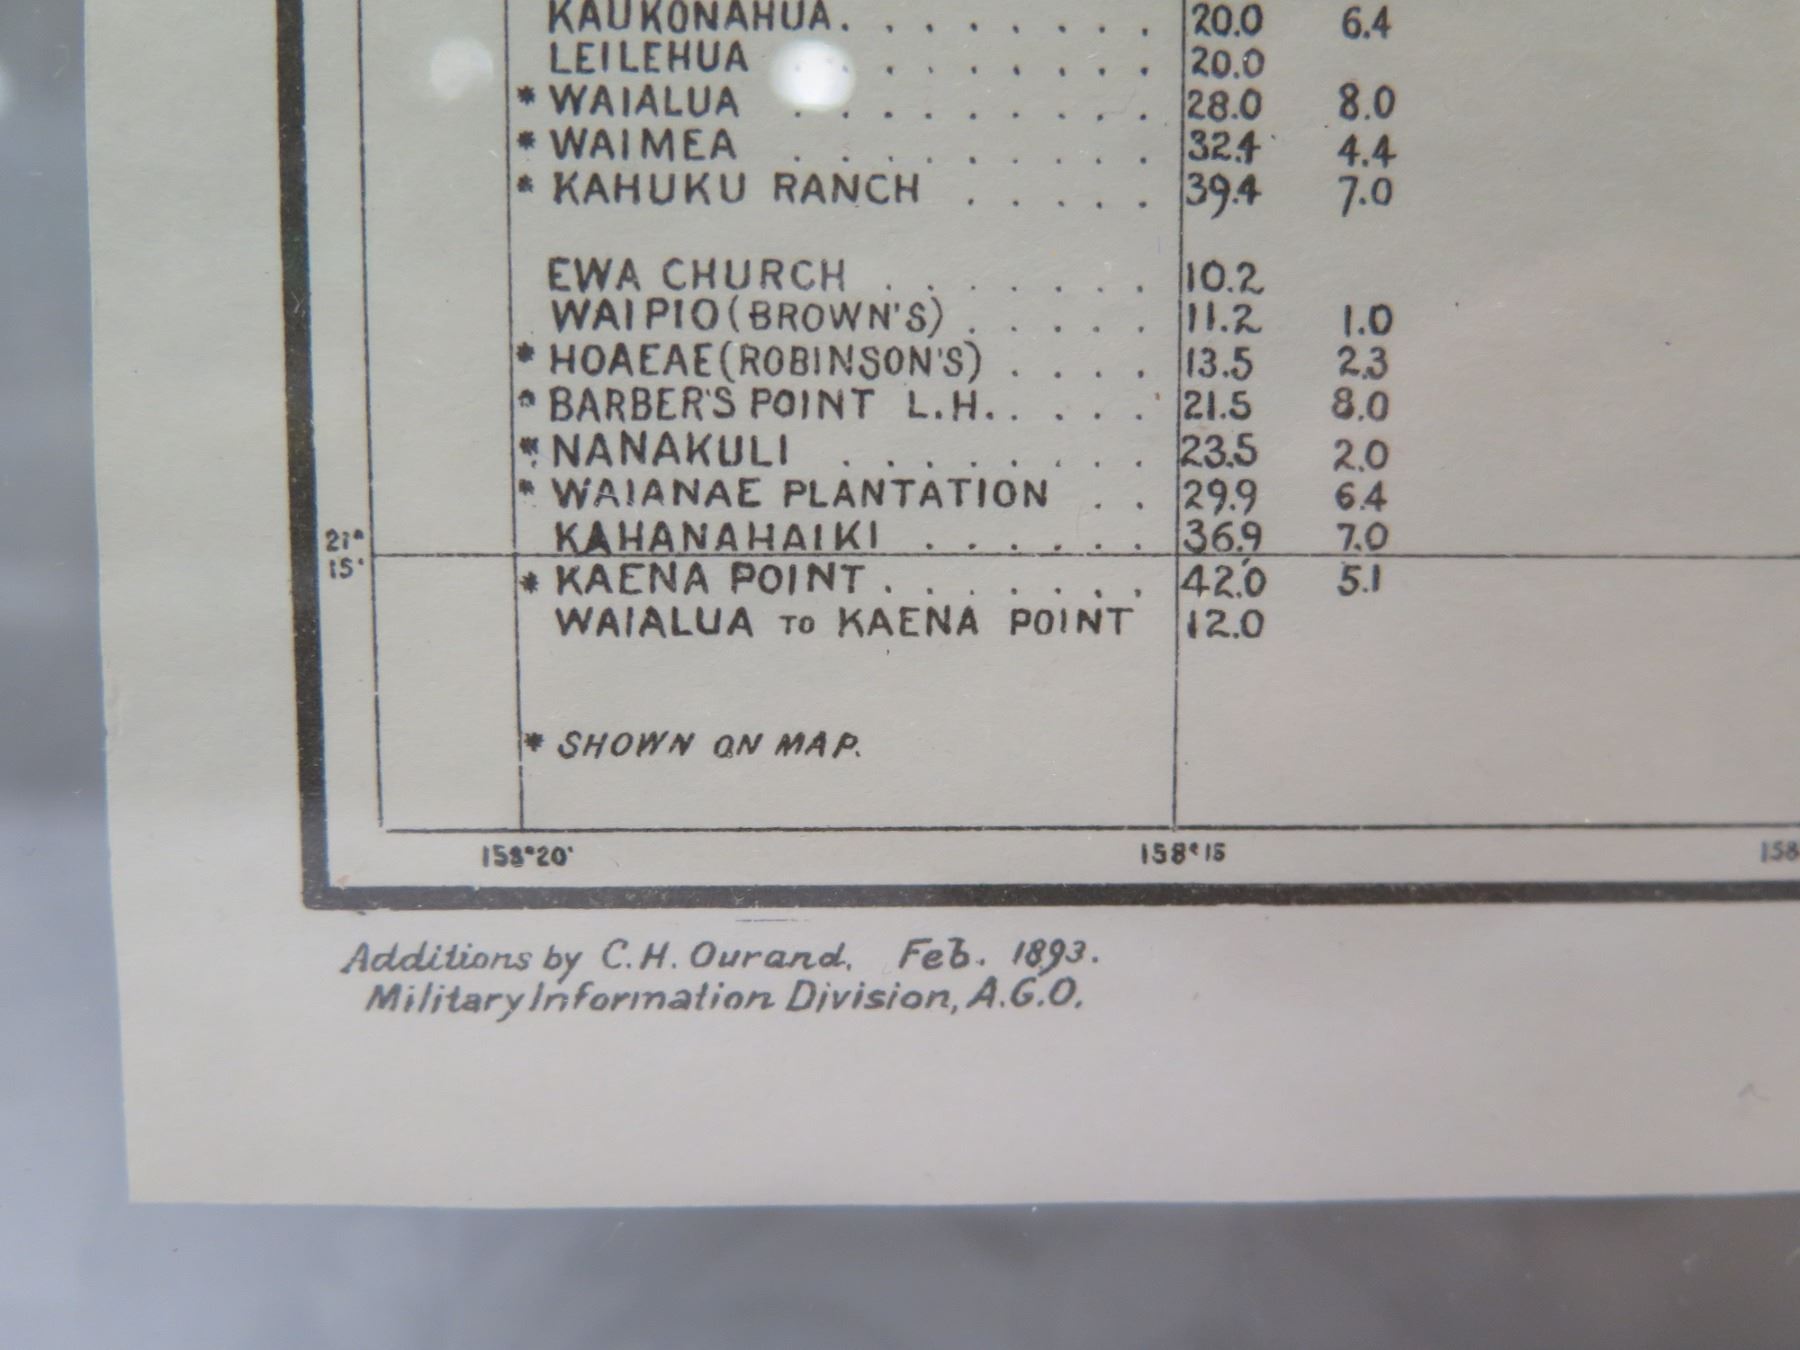 KAUKONAHUA. . . . . . . . 20.0 6.4
LEILEHUA . . . . . . . . 20.0
* WAIALUA . . . . . . . . . 28.0 8.0
* WAIMEA . . . . . . . . . 32.4 4.4
* KAHUKU RANCH . . . . . 39.4 7.0
EWA CHURCH . . . . . . . 10.2
WAIPIO (BROWN'S) . . . . . 11.2 1.0
* HOAEAE (ROBINSON'S) . . . . 13.5 2.3
* BARBER'S POINT L.H. . . . . 21.5 8.0
* NANAKULI . . . . . . . . 23.5 2.0
* WAIANAE PLANTATION . . 29.9 6.4
KAHANAHAIKI . . . . . . 36.9 7.0
21°
15'
* KAENA POINT . . . . . . . 42.0 5.1
WAIALUA TO KAENA POINT 12.0
* SHOWN ON MAP.
158°20' 158°15 158
Additions by C.H. Ourand. Feb. 1893.
Military Information Division, A.G.O.